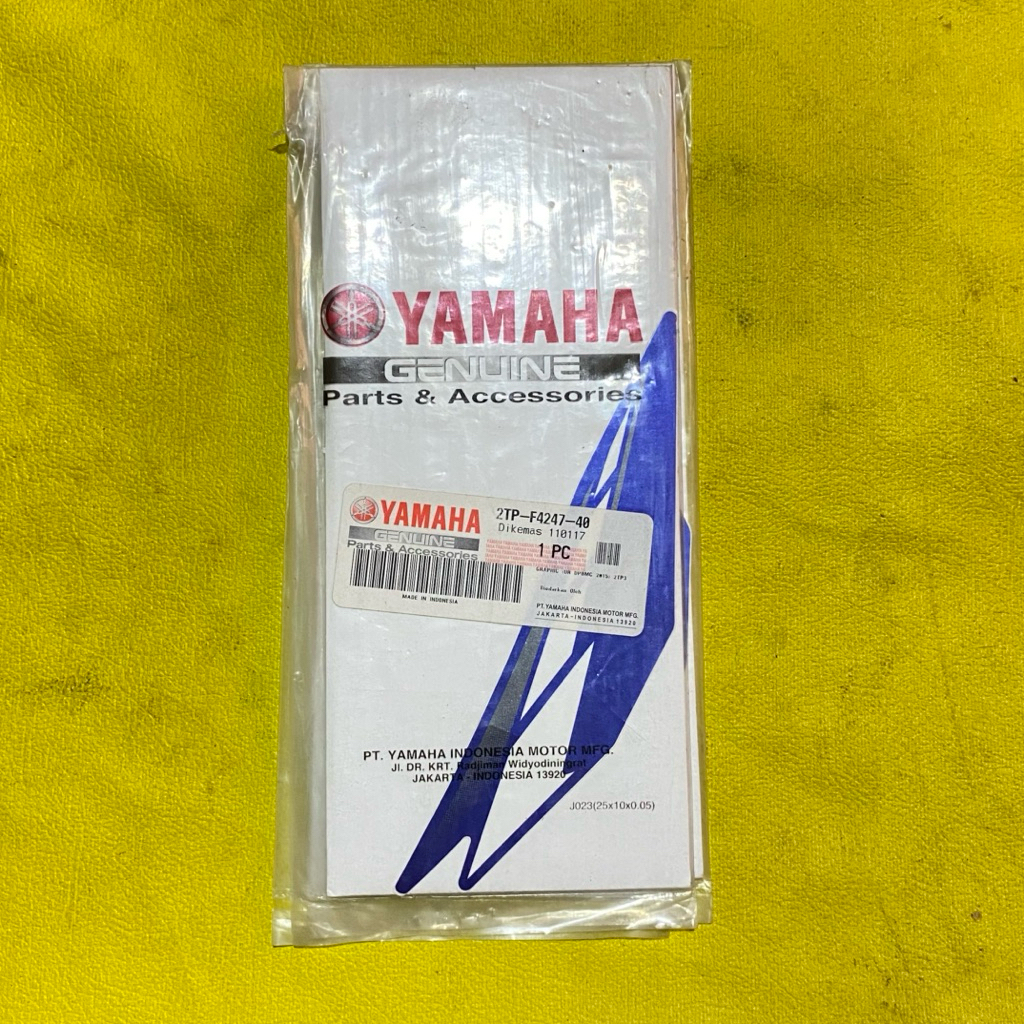 YAMAHA
GENUINE
Parts & Accessories
YAMAHA
GENUINE
Parts & Accessories
MADE IN INDONESIA
2TP-F4247-40
Dikemas 110117
1 PC
PT. YAMAHA INDONESIA MOTOR MFG.
JAKARTA - INDONESIA 13920
PT. YAMAHA INDONESIA MOTOR MFG.
Jl. DR. KRT. Radjiman Widyodiningrat
JAKARTA - INDONESIA 13920
J023(25x10x0.05)